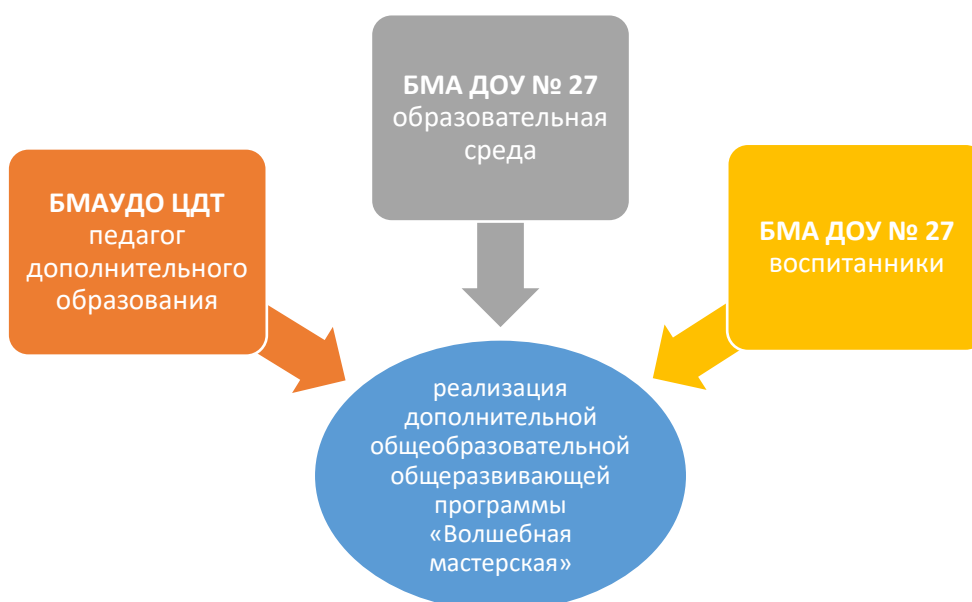 БМА ДОУ № 27
образовательная
среда
БМАУДО ЦДТ
педагог
дополнительного
образования
БМА ДОУ № 27
воспитанники
реализация
дополнительной
общеобразовательной
общеразвивающей
программы
«Волшебная
мастерская»